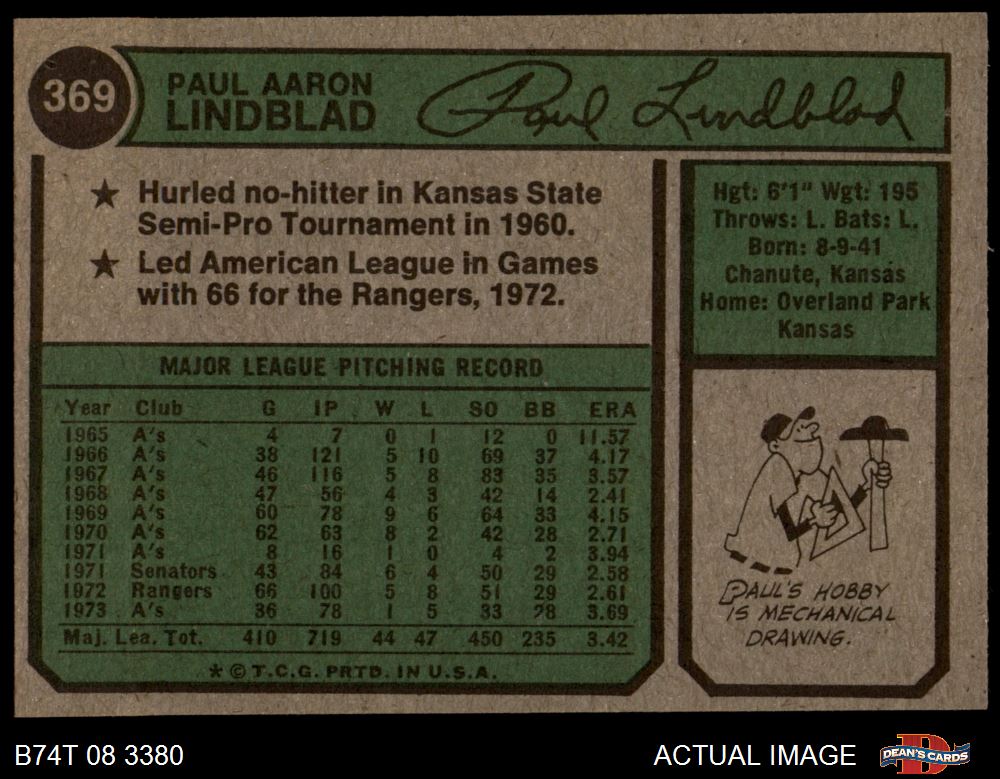 369
PAUL AARON
LINDBLAD
Paul Lindblad
★ Hurled no-hitter in Kansas State
Semi-Pro Tournament in 1960.
★ Led American League in Games
with 66 for the Rangers, 1972.
Hgt: 6'1" Wgt: 195
Throws: L. Bats: L.
Born: 8-9-41
Chanute, Kansas
Home: Overland Park
Kansas
MAJOR LEAGUE PITCHING RECORD
Year Club G IP W L SO BB ERA
1965 A's 4 7 0 1 12 0 11.57
1966 A's 38 121 5 10 69 37 4.17
1967 A's 46 116 5 8 83 35 3.57
1968 A's 47 56 4 3 42 14 2.41
1969 A's 60 78 9 6 64 33 4.15
1970 A's 62 63 8 2 42 28 2.71
1971 A's 8 16 1 0 4 2 3.94
1971 Senators 43 84 6 4 50 29 2.58
1972 Rangers 66 100 5 8 51 29 2.61
1973 A's 36 78 1 5 33 28 3.69
Maj. Lea. Tot. 410 719 44 47 450 235 3.42
* © T.C.G. PRTD. IN U.S.A.
PAUL'S HOBBY
IS MECHANICAL
DRAWING.
B74T 08 3380
ACTUAL IMAGE
DEAN'S CARDS